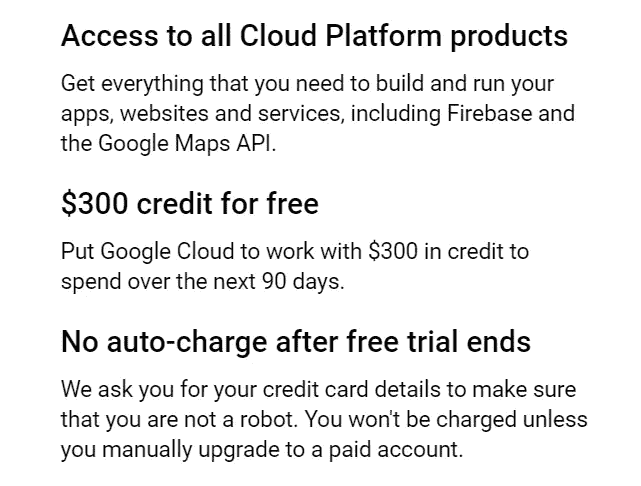 Access to all Cloud Platform products
Get everything that you need to build and run your
apps, websites and services, including Firebase and
the Google Maps API.
$300 credit for free
Put Google Cloud to work with $300 in credit to
spend over the next 90 days.
No auto-charge after free trial ends
We ask you for your credit card details to make sure
that you are not a robot. You won't be charged unless
you manually upgrade to a paid account.